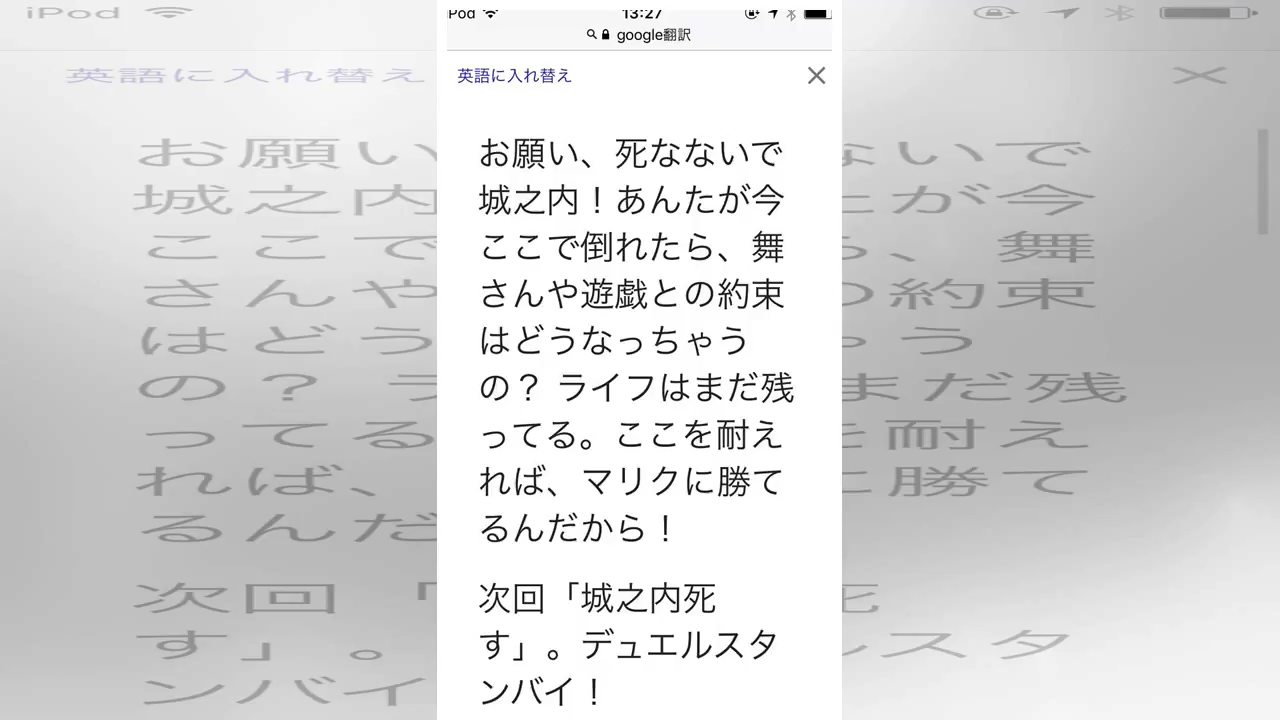 iPod
Pod 13:27
google翻訳
英語に入れ替え
お願い、死なないで
城之内！あんたが今
ここで倒れたら、舞
さんや遊戯との約束
はどうなっちゃう
の？ ライフはまだ残
ってる。ここを耐え
れば、マリクに勝て
るんだから！
次回「城之内死
す」。デュエルスタ
ンバイ！